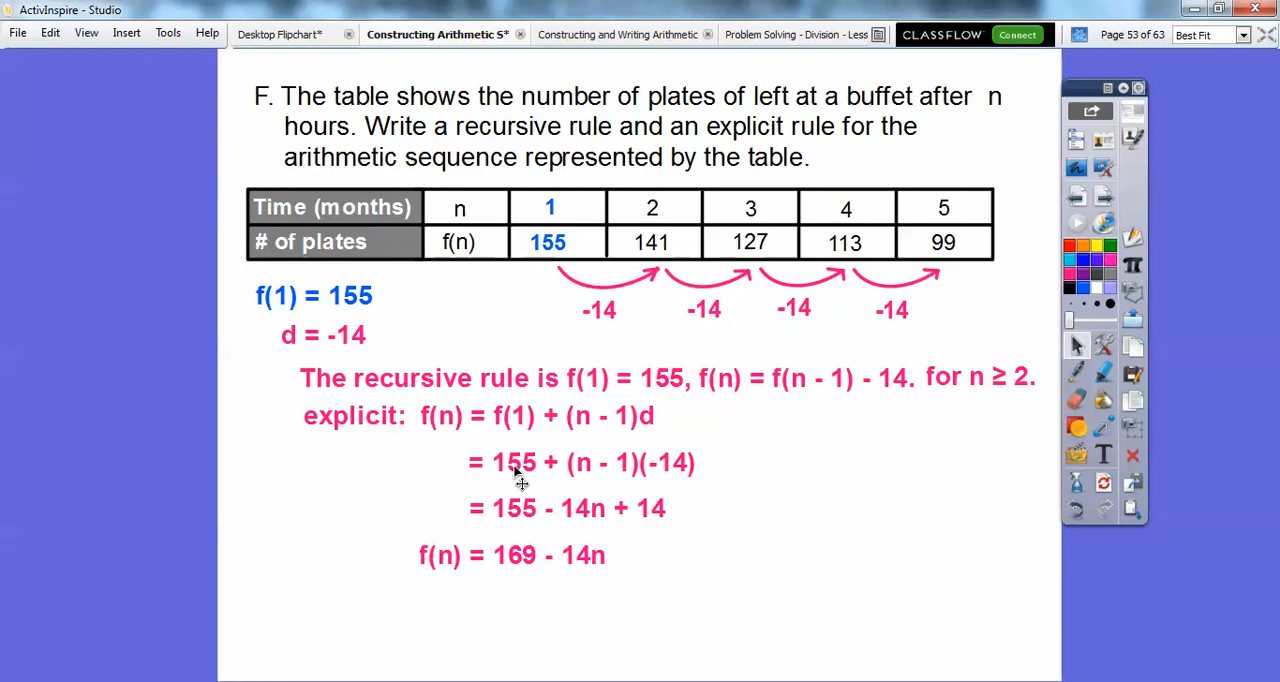 ActivInspire - Studio
File Edit View Insert Tools Help Desktop Flipchart* Constructing Arithmetic S* Constructing and Writing Arithmetic Problem Solving - Division - Less CLASSFLOW Connect Page 53 of 63 Best Fit
F. The table shows the number of plates of left at a buffet after n
hours. Write a recursive rule and an explicit rule for the
arithmetic sequence represented by the table.
Time (months) n 1 2 3 4 5
# of plates f(n) 155 141 127 113 99
-14 -14 -14 -14
f(1) = 155
d = -14
The recursive rule is f(1) = 155, f(n) = f(n - 1) - 14. for n ≥ 2.
explicit: f(n) = f(1) + (n - 1)d
= 155 + (n - 1)(-14)
= 155 - 14n + 14
f(n) = 169 - 14n